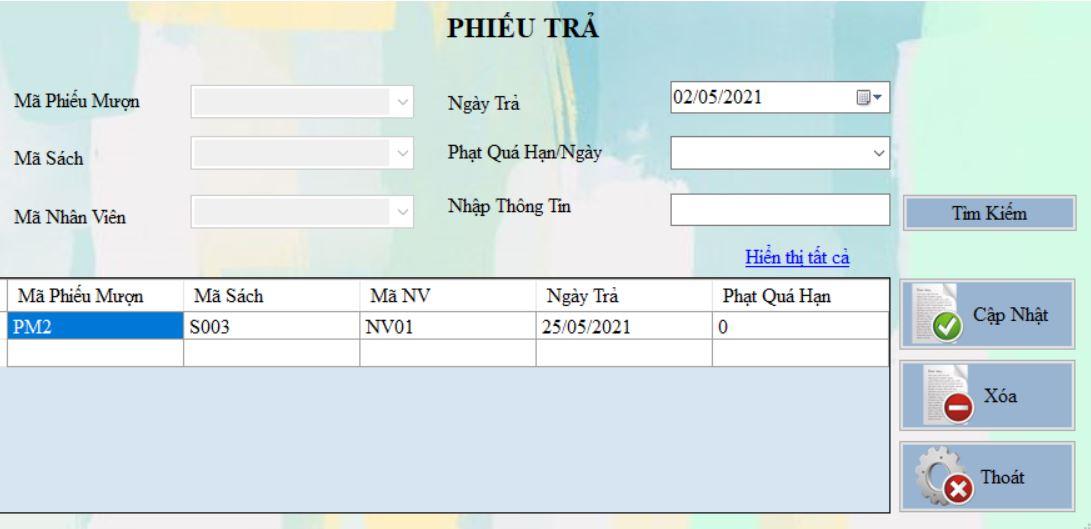 PHIẾU TRẢ
Mã Phiếu Mượn
Ngày Trả
02/05/2021
Mã Sách
Phạt Quá Hạn/Ngày
Mã Nhân Viên
Nhập Thông Tin
Tìm Kiếm
Hiển thị tất cả
Mã Phiếu Mượn Mã Sách Mã NV Ngày Trả Phạt Quá Hạn
PM2 S003 NV01 25/05/2021 0
Cập Nhật
Xóa
Thoát